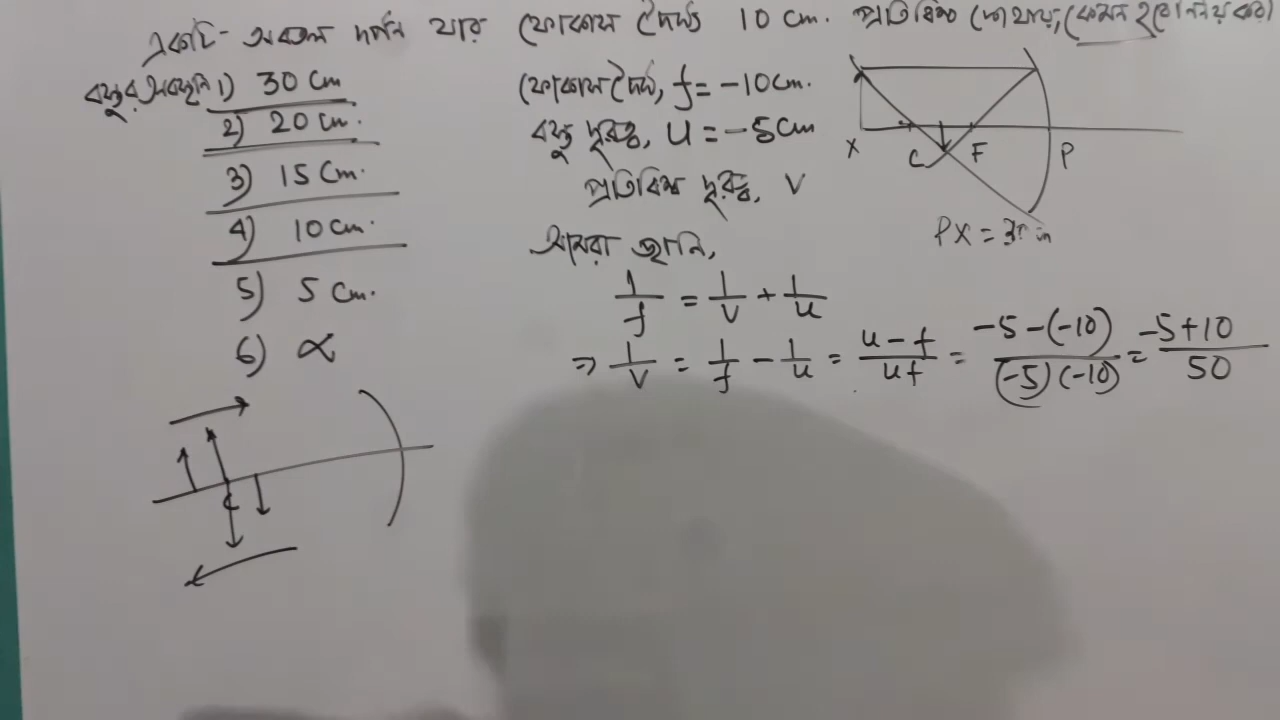 একটি অবতল দর্পন যার ফোকাস দৈর্ঘ্য 10 cm. প্রতিবিম্ব কোথায়, কেমন হবে নির্ণয় কর।
বস্তুর অবস্থান 1) 30 cm
2) 20 cm.
3) 15 cm.
4) 10 cm.
5) 5 cm.
6) ∝
ফোকাস দৈর্ঘ্য, f = -10cm.
বস্তু দূরত্ব, u = -5cm
প্রতিবিম্ব দূরত্ব, v
আমরা জানি,
1/f = 1/v + 1/u
⇒ 1/v = 1/f - 1/u = u-f/uf = -5-(-10)/(-5)(-10) = -5+10/50
X C F P
PX = 30 cm
C